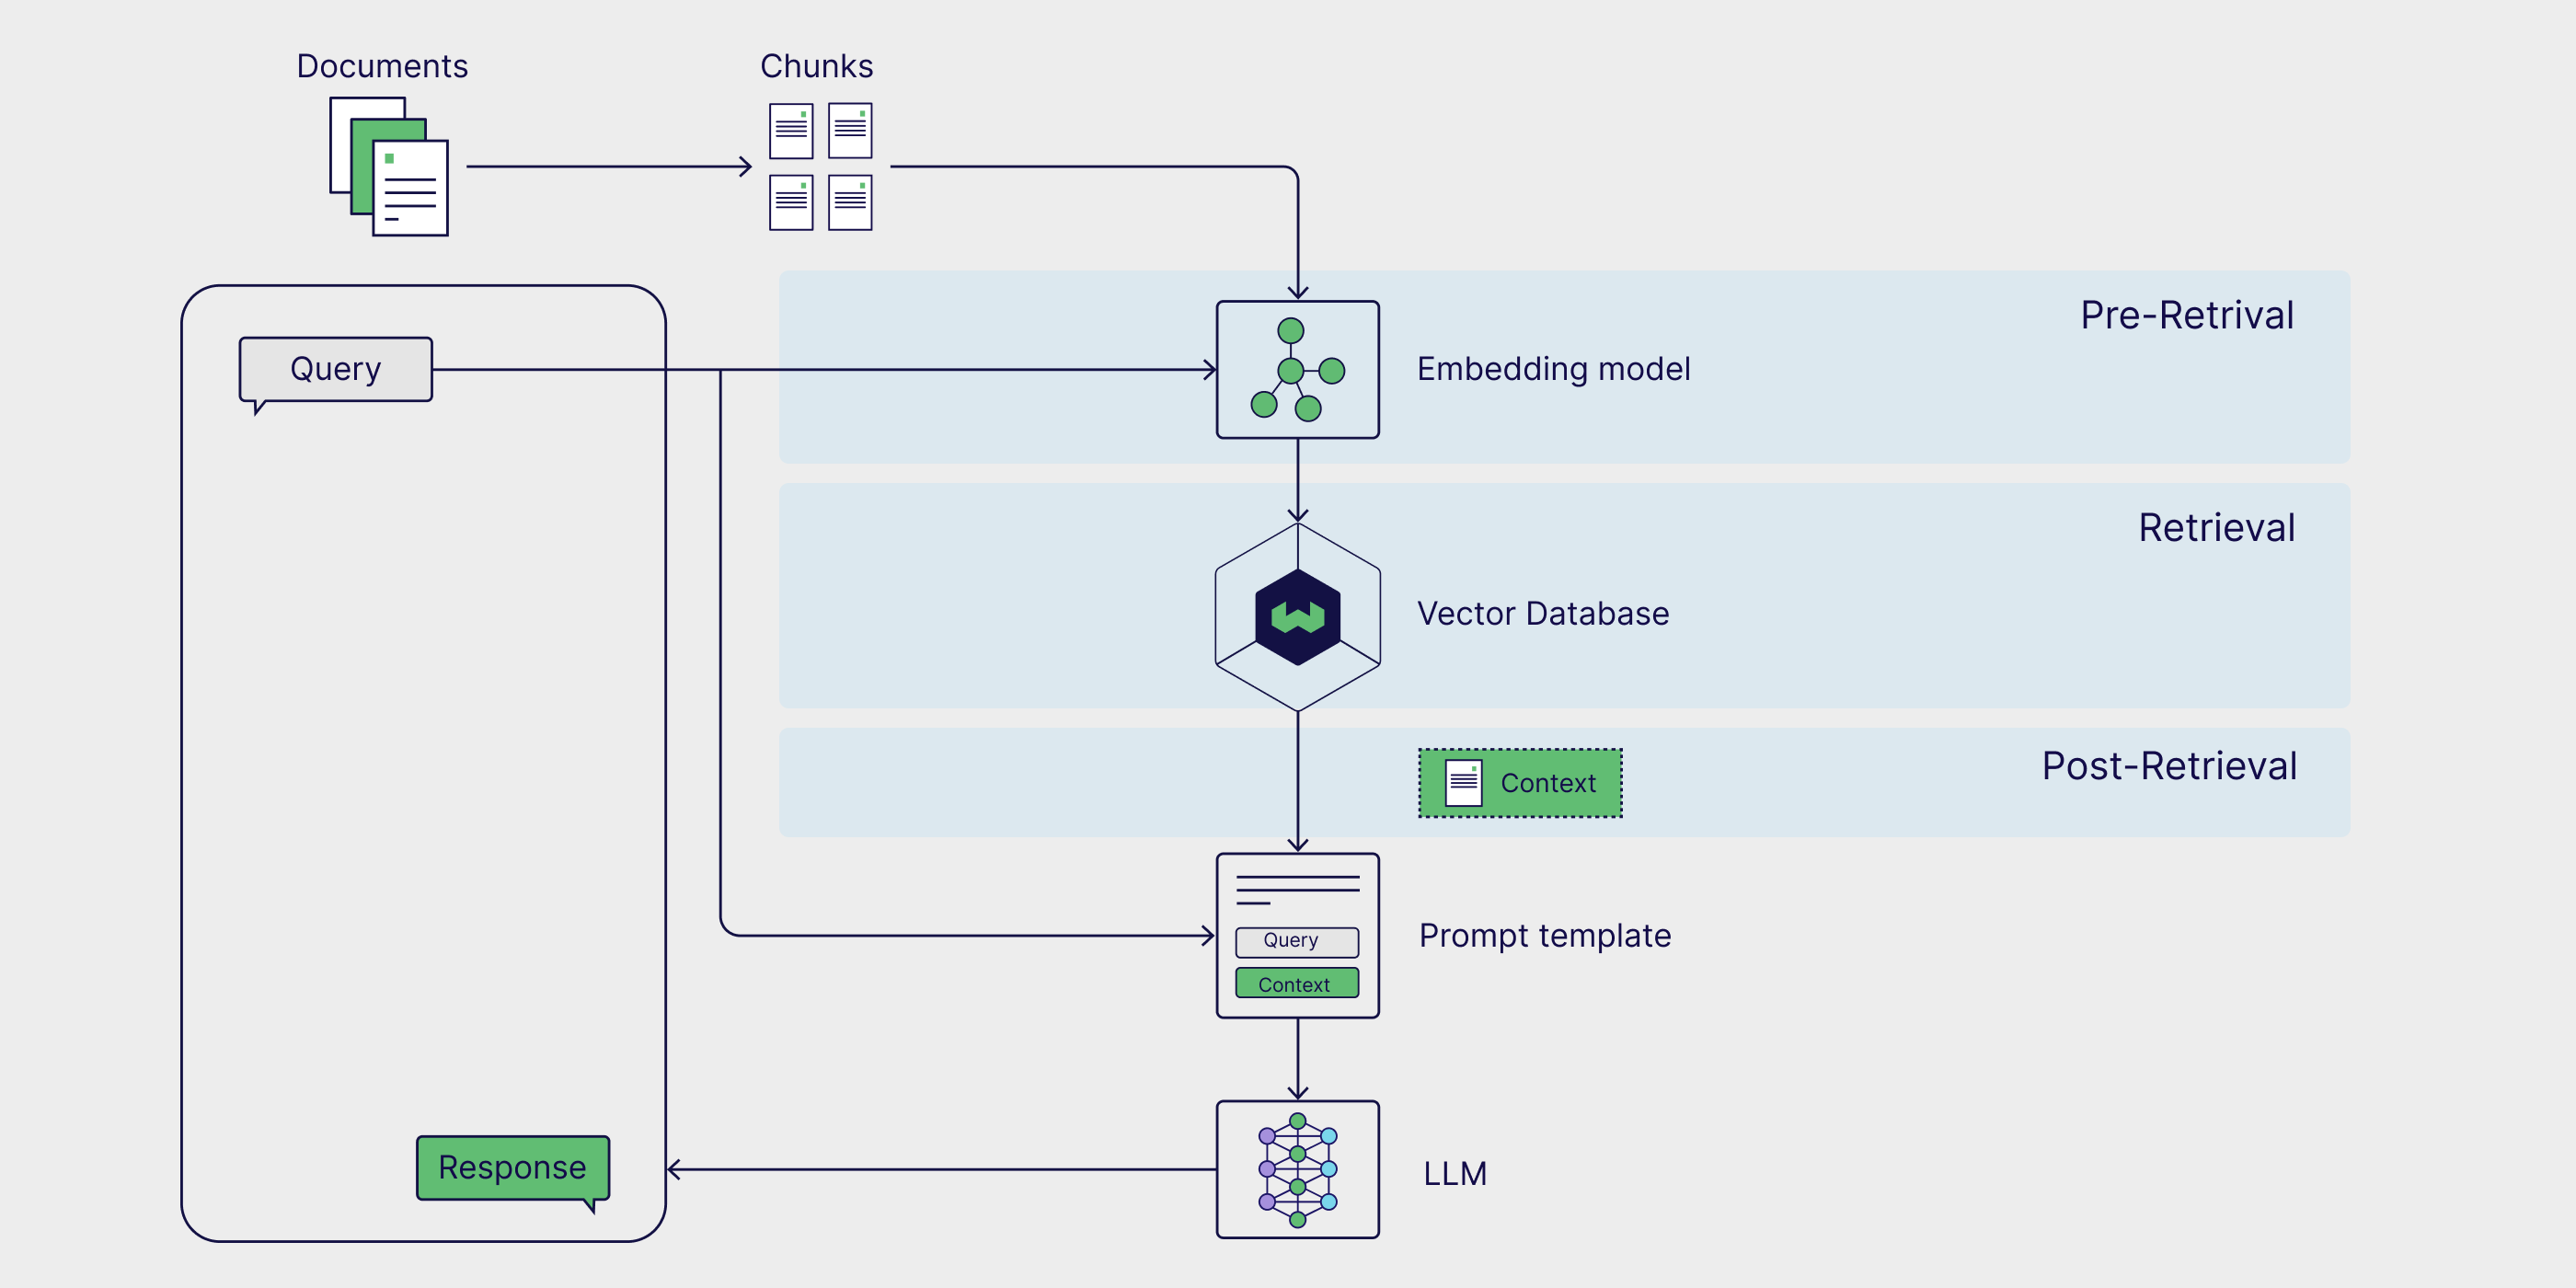 Documents
Chunks
Pre-Retrival
Query
Embedding model
Retrieval
Vector Database
Post-Retrieval
Context
Prompt template
Query
Context
Response
LLM